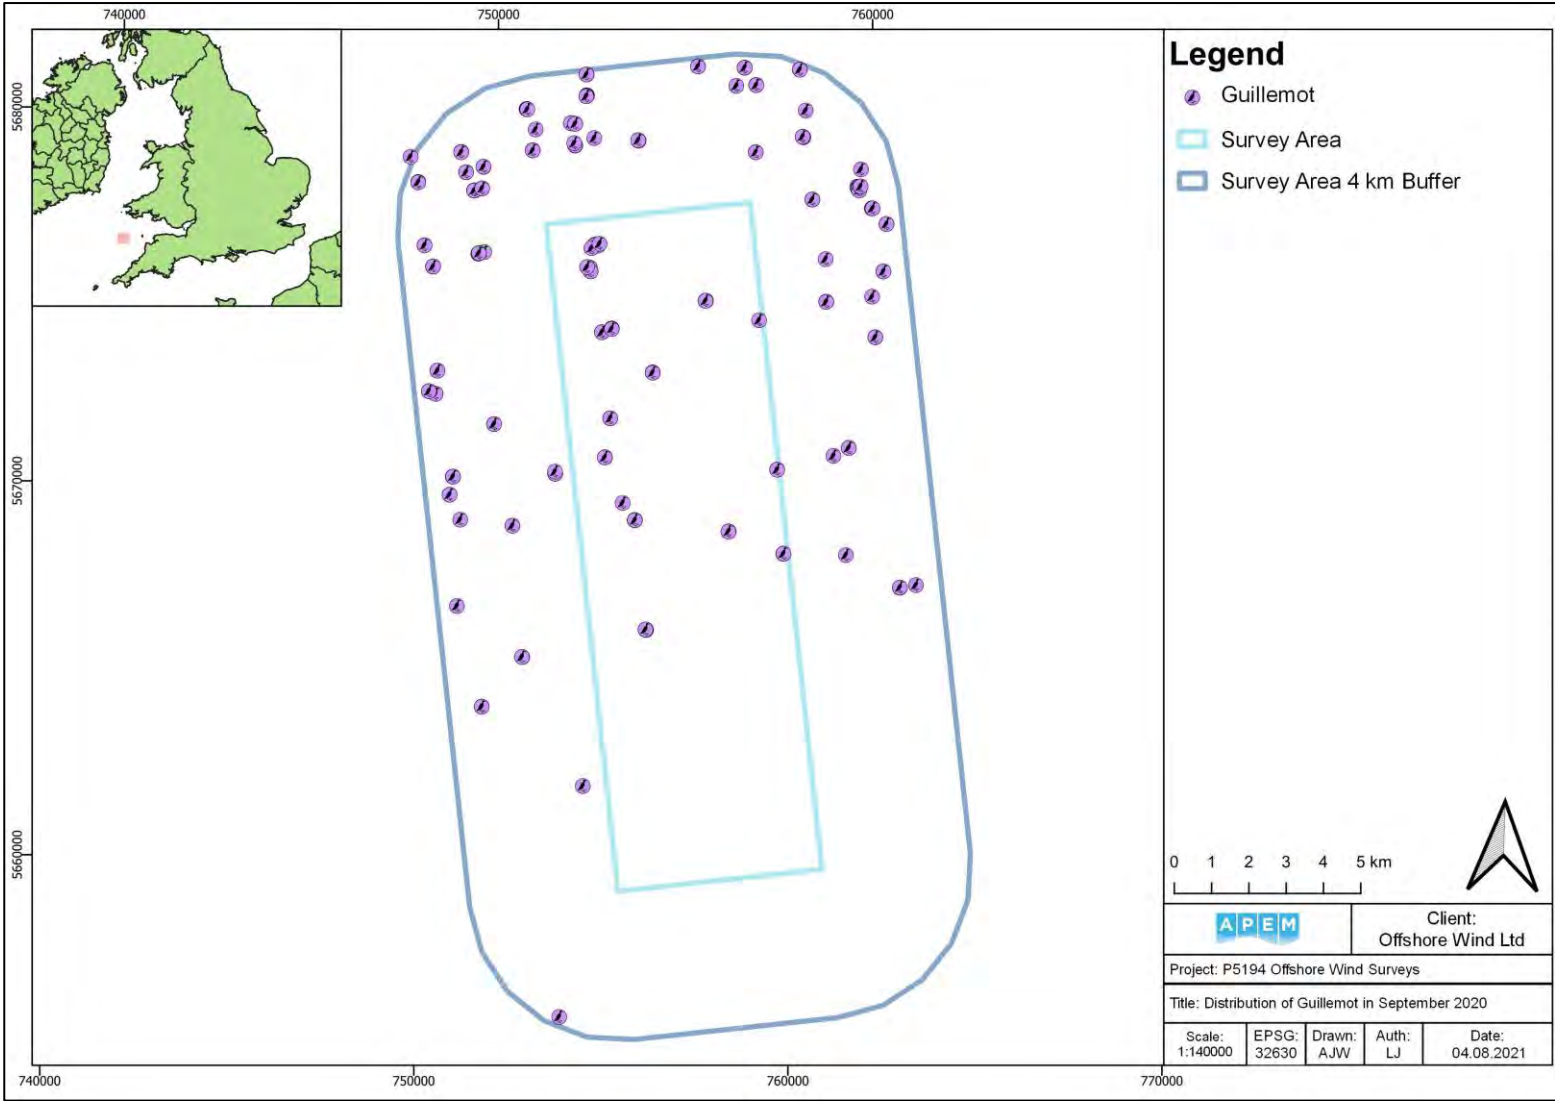 740000 750000 760000
5680000
5670000
5660000
740000 750000 760000 770000
Legend
Guillemot
Survey Area
Survey Area 4 km Buffer
0 1 2 3 4 5 km
APEM
Client:
Offshore Wind Ltd
Project: P5194 Offshore Wind Surveys
Title: Distribution of Guillemot in September 2020
Scale:
1:140000
EPSG:
32630
Drawn:
AJW
Auth:
LJ
Date:
04.08.2021